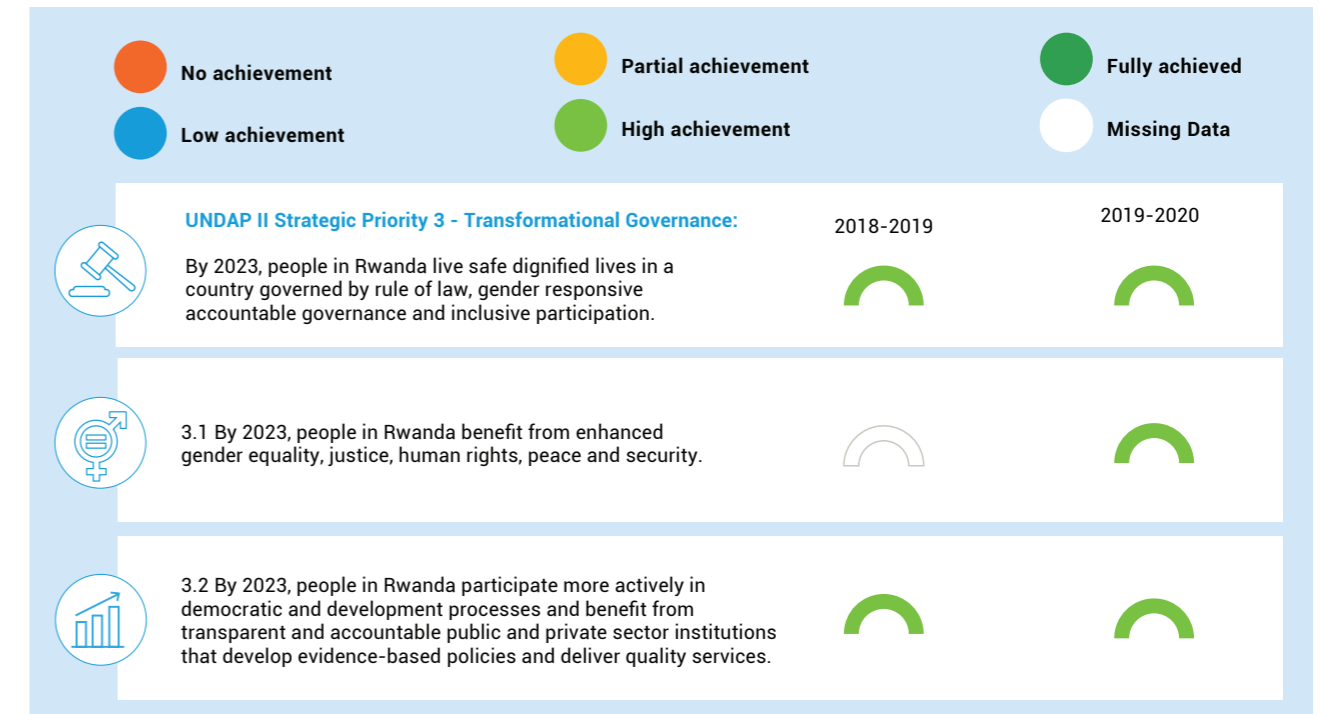 No achievement
Partial achievement
Fully achieved
Low achievement
High achievement
Missing Data
UNDAP II Strategic Priority 3 - Transformational Governance:
2018-2019
2019-2020
By 2023, people in Rwanda live safe dignified lives in a
country governed by rule of law, gender responsive
accountable governance and inclusive participation.
3.1 By 2023, people in Rwanda benefit from enhanced
gender equality, justice, human rights, peace and security.
3.2 By 2023, people in Rwanda participate more actively in
democratic and development processes and benefit from
transparent and accountable public and private sector institutions
that develop evidence-based policies and deliver quality services.